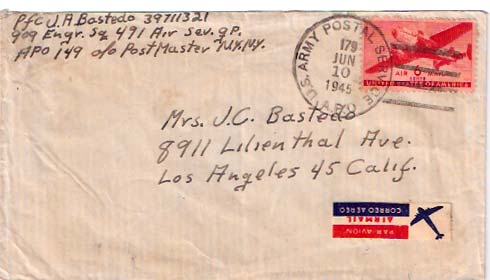 Pfc J.A. Bastedo 39711321
909 Engr. Sq 491 Air Serv. gP.
APO 149 c/o Post Master N.Y., N.Y.
U.S. ARMY POSTAL SERVICE
179
JUN
10
1945
A.P.O.
AIR 6¢ MAIL
UNITED STATES OF AMERICA
Mrs. J.C. Bastedo
8911 Lilienthal Ave.
Los Angeles 45 Calif.
PAR AVION
AIRMAIL
CORREO AEREO